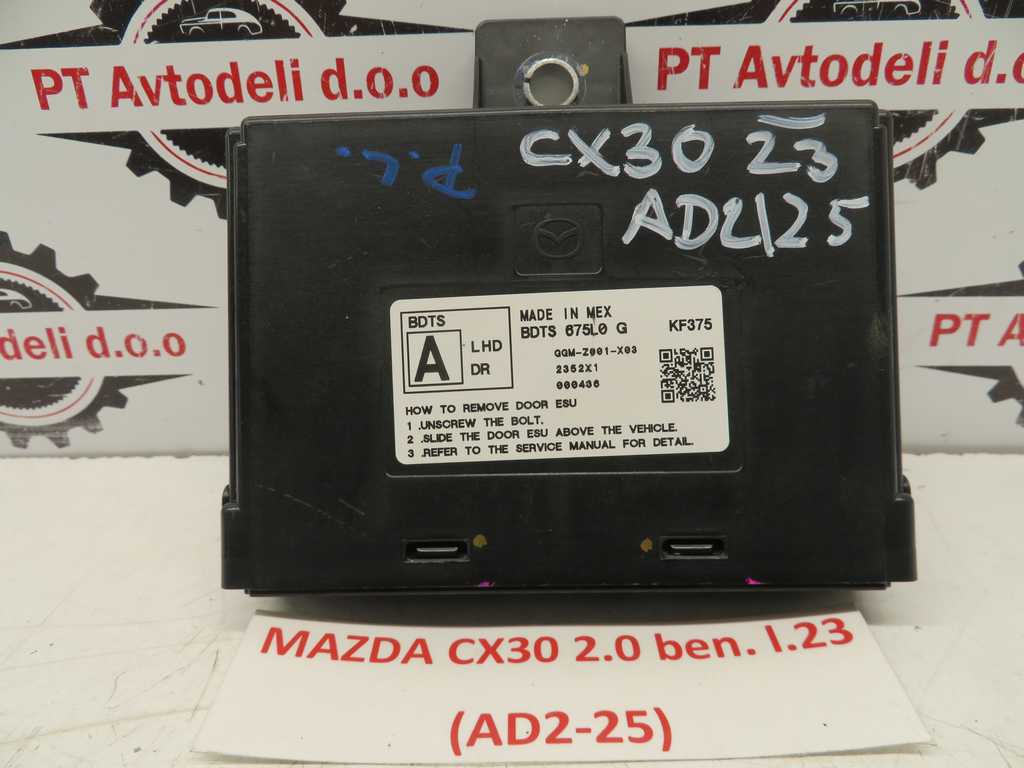 PT Avtodeli d.o.o
PT Avtodeli d.o
CX30 23
P.L.
AD2125
BDTS
A
LHD
DR
MADE IN MEX
BDTS 675L0 G
KF375
GGM-Z001-X03
2352X1
000436
HOW TO REMOVE DOOR ESU
1 .UNSCREW THE BOLT.
2 .SLIDE THE DOOR ESU ABOVE THE VEHICLE.
3 .REFER TO THE SERVICE MANUAL FOR DETAIL.
odeli d.o.o
PT Avt
MAZDA CX30 2.0 ben. l.23
(AD2-25)